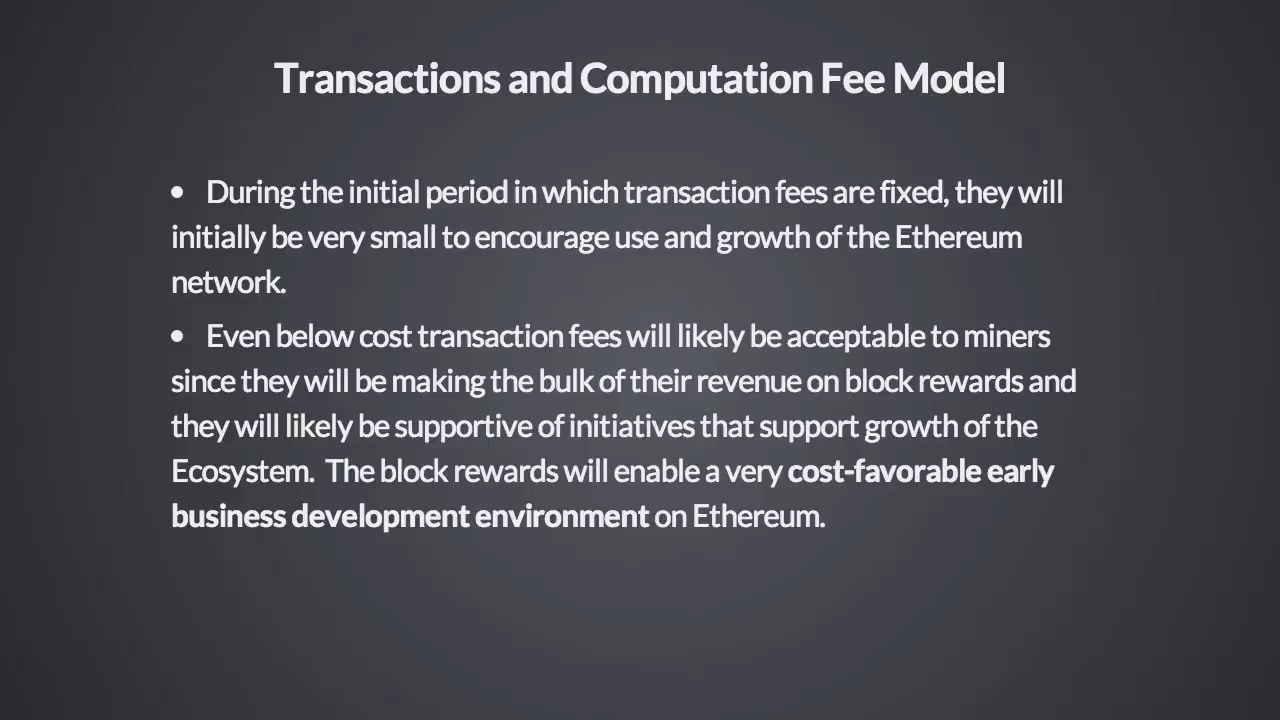 Transactions and Computation Fee Model
• During the initial period in which transaction fees are fixed, they will
initially be very small to encourage use and growth of the Ethereum
network.
• Even below cost transaction fees will likely be acceptable to miners
since they will be making the bulk of their revenue on block rewards and
they will likely be supportive of initiatives that support growth of the
Ecosystem.  The block rewards will enable a very cost-favorable early
business development environment on Ethereum.